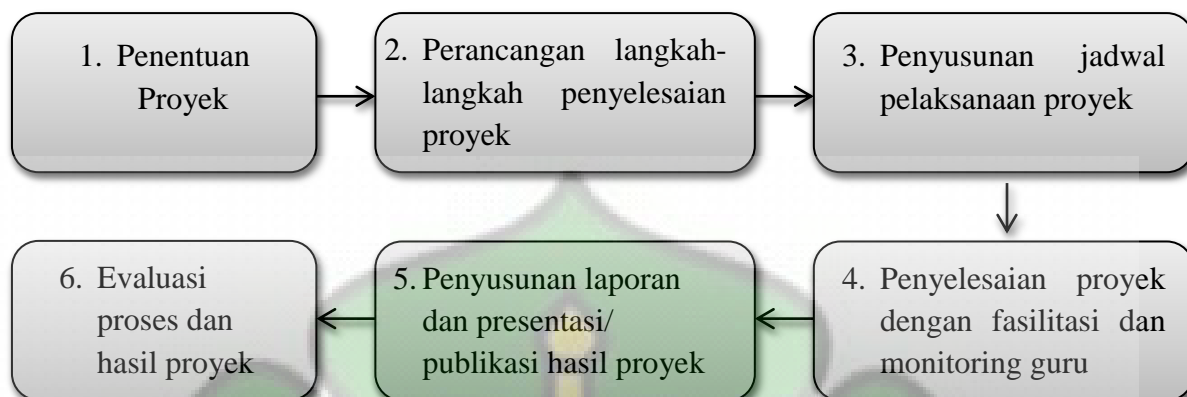 1. Penentuan
Proyek
2. Perancangan langkah-
langkah penyelesaian
proyek
3. Penyusunan jadwal
pelaksanaan proyek
4. Penyelesaian proyek
dengan fasilitasi dan
monitoring guru
5. Penyusunan laporan
dan presentasi/
publikasi hasil proyek
6. Evaluasi
proses dan
hasil proyek